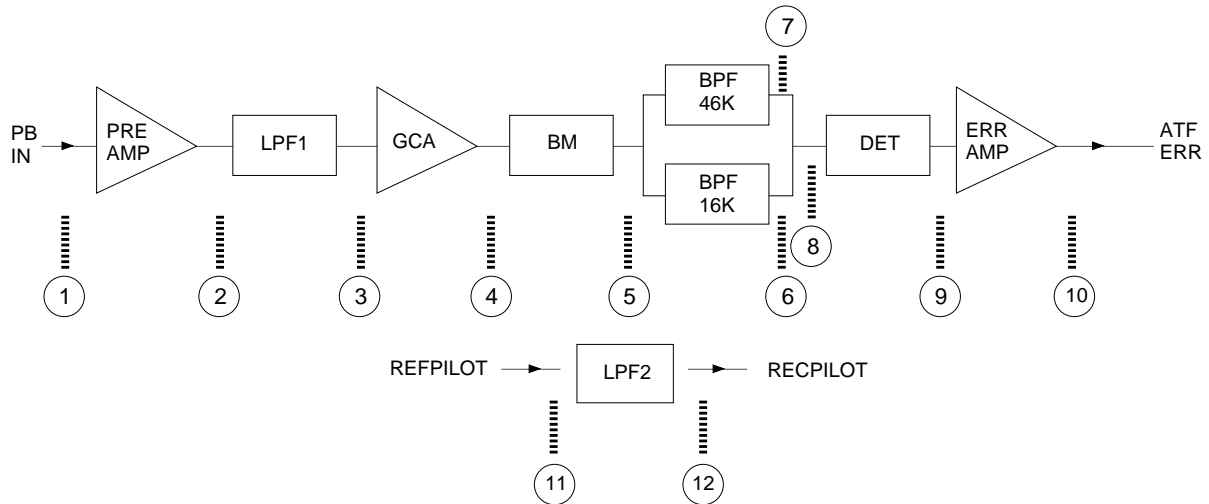 7
BPF
46K
PB
IN
PRE
AMP
LPF1
GCA
BM
DET
ERR
AMP
ATF
ERR
BPF
16K
8
1
2
3
4
5
6
9
10
REFPILOT
LPF2
RECPILOT
11
12